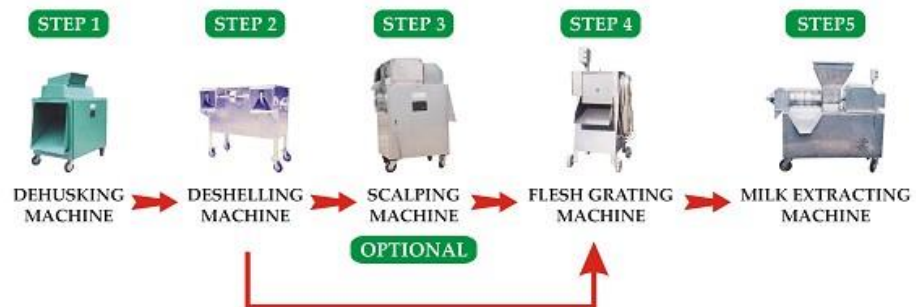 STEP 1
STEP 2
STEP 3
STEP 4
STEP5
DEHUSKING
MACHINE
DESHELLING
MACHINE
SCALPING
MACHINE
FLESH GRATING
MACHINE
MILK EXTRACTING
MACHINE
OPTIONAL